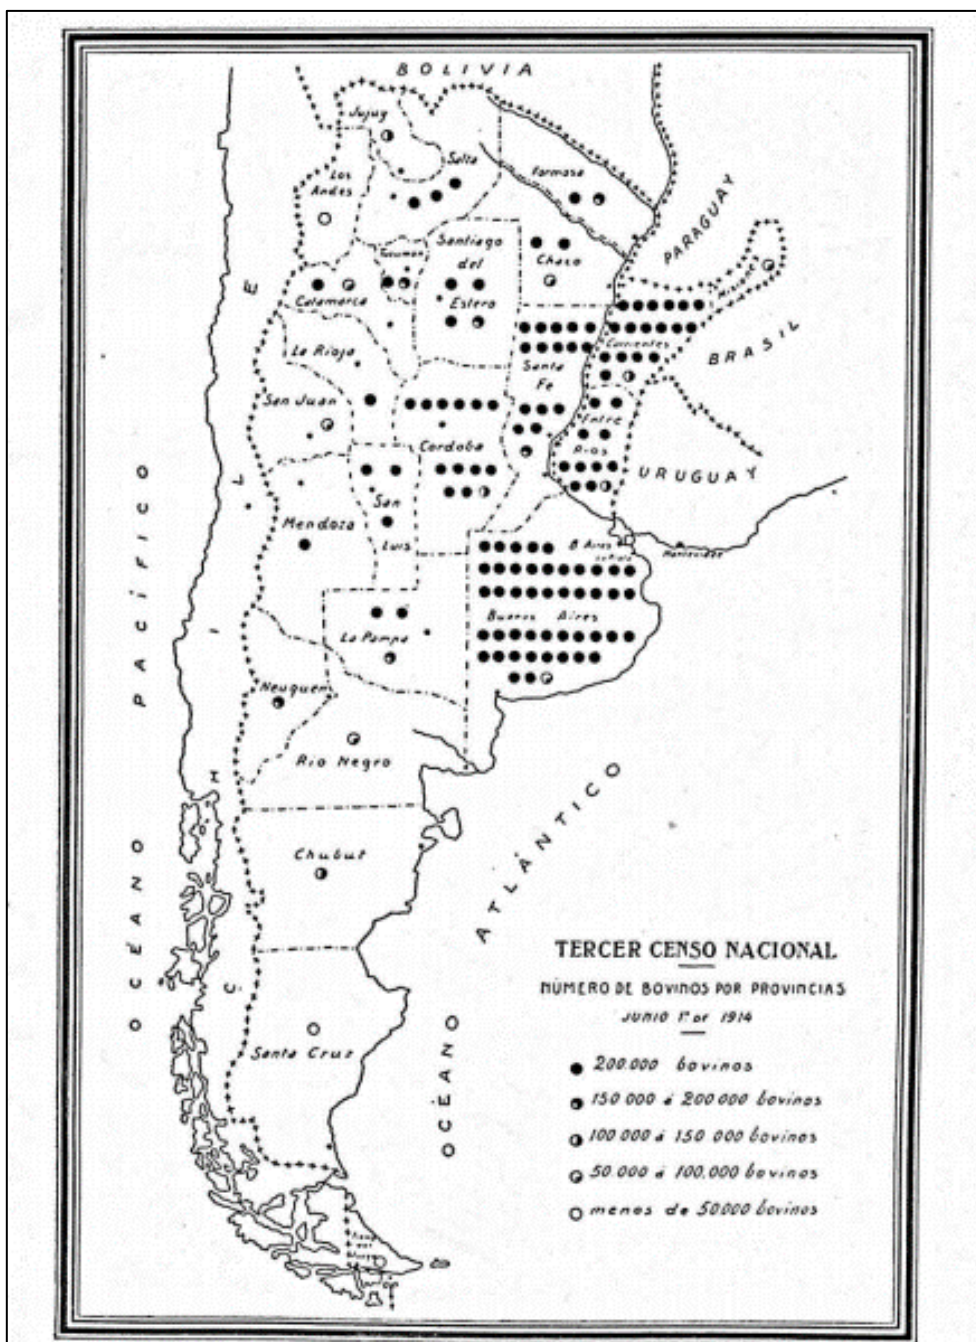 BOLIVIA
Jujuy
Salta
Los
Andes
Formosa
PARAGUAY
Santiago
del
Estero
Chaco
Tucuman
Catamarca
Misiones
BRASIL
Corrientes
La Rioja
Santa
Fe
San Juan
Entre
Rios
Cordoba
URUGUAY
San
Luis
Mendoza
B. Aires
Montevideo
Buenos Aires
La Pampa
Neuquen
Rio Negro
Chubut
Santa Cruz
CHILE
OCÉANO PACÍFICO
OCÉANO ATLÁNTICO
TERCER CENSO NACIONAL
NÚMERO DE BOVINOS POR PROVINCIAS
JUNIO 1º DE 1914
200.000 bovinos
150 000 á 200 000 bovinos
100 000 á 150 000 bovinos
50.000 á 100.000 bovinos
menos de 50000 bovinos